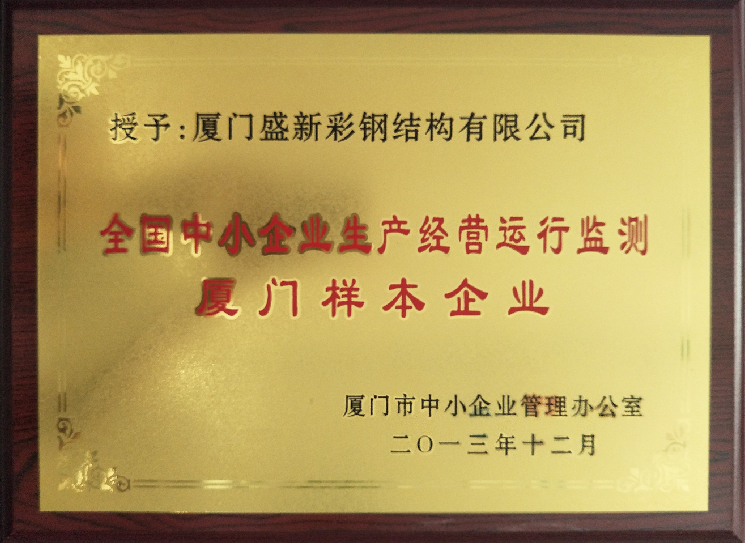 授予:厦门盛新彩钢结构有限公司
全国中小企业生产经营运行监测
厦门样本企业
厦门市中小企业管理办公室
二〇一三年十二月